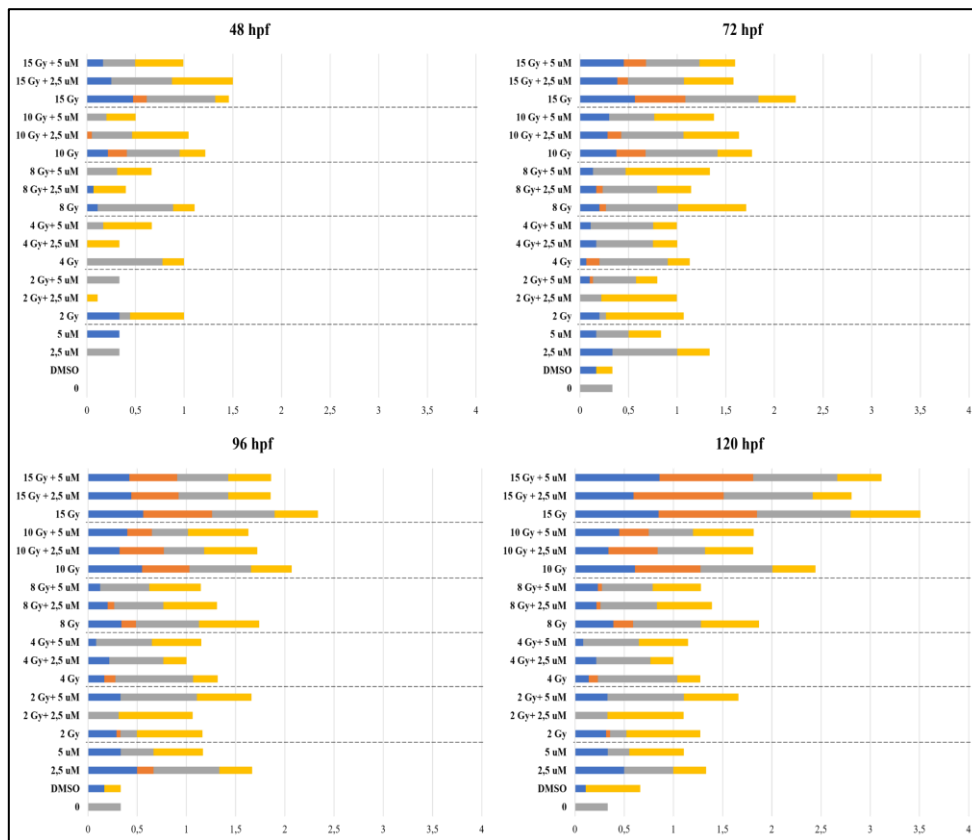 48 hpf
15 Gy + 5 uM
15 Gy + 2,5 uM
15 Gy
10 Gy + 5 uM
10 Gy + 2,5 uM
10 Gy
8 Gy+ 5 uM
8 Gy+ 2,5 uM
8 Gy
4 Gy+ 5 uM
4 Gy+ 2,5 uM
4 Gy
2 Gy+ 5 uM
2 Gy+ 2,5 uM
2 Gy
5 uM
2,5 uM
DMSO
0
0 0,5 1 1,5 2 2,5 3 3,5 4
72 hpf
15 Gy + 5 uM
15 Gy + 2,5 uM
15 Gy
10 Gy + 5 uM
10 Gy + 2,5 uM
10 Gy
8 Gy+ 5 uM
8 Gy+ 2,5 uM
8 Gy
4 Gy+ 5 uM
4 Gy+ 2,5 uM
4 Gy
2 Gy+ 5 uM
2 Gy+ 2,5 uM
2 Gy
5 uM
2,5 uM
DMSO
0
0 0,5 1 1,5 2 2,5 3 3,5 4
96 hpf
15 Gy + 5 uM
15 Gy + 2,5 uM
15 Gy
10 Gy + 5 uM
10 Gy + 2,5 uM
10 Gy
8 Gy+ 5 uM
8 Gy+ 2,5 uM
8 Gy
4 Gy+ 5 uM
4 Gy+ 2,5 uM
4 Gy
2 Gy+ 5 uM
2 Gy+ 2,5 uM
2 Gy
5 uM
2,5 uM
DMSO
0
0 0,5 1 1,5 2 2,5 3 3,5 4
120 hpf
15 Gy + 5 uM
15 Gy + 2,5 uM
15 Gy
10 Gy + 5 uM
10 Gy + 2,5 uM
10 Gy
8 Gy+ 5 uM
8 Gy+ 2,5 uM
8 Gy
4 Gy+ 5 uM
4 Gy+ 2,5 uM
4 Gy
2 Gy+ 5 uM
2 Gy+ 2,5 uM
2 Gy
5 uM
2,5 uM
DMSO
0
0 0,5 1 1,5 2 2,5 3 3,5 4